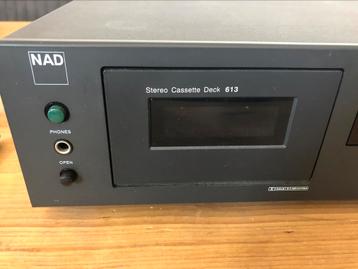 NAD
Stereo Cassette Deck 613
PHONES
OPEN